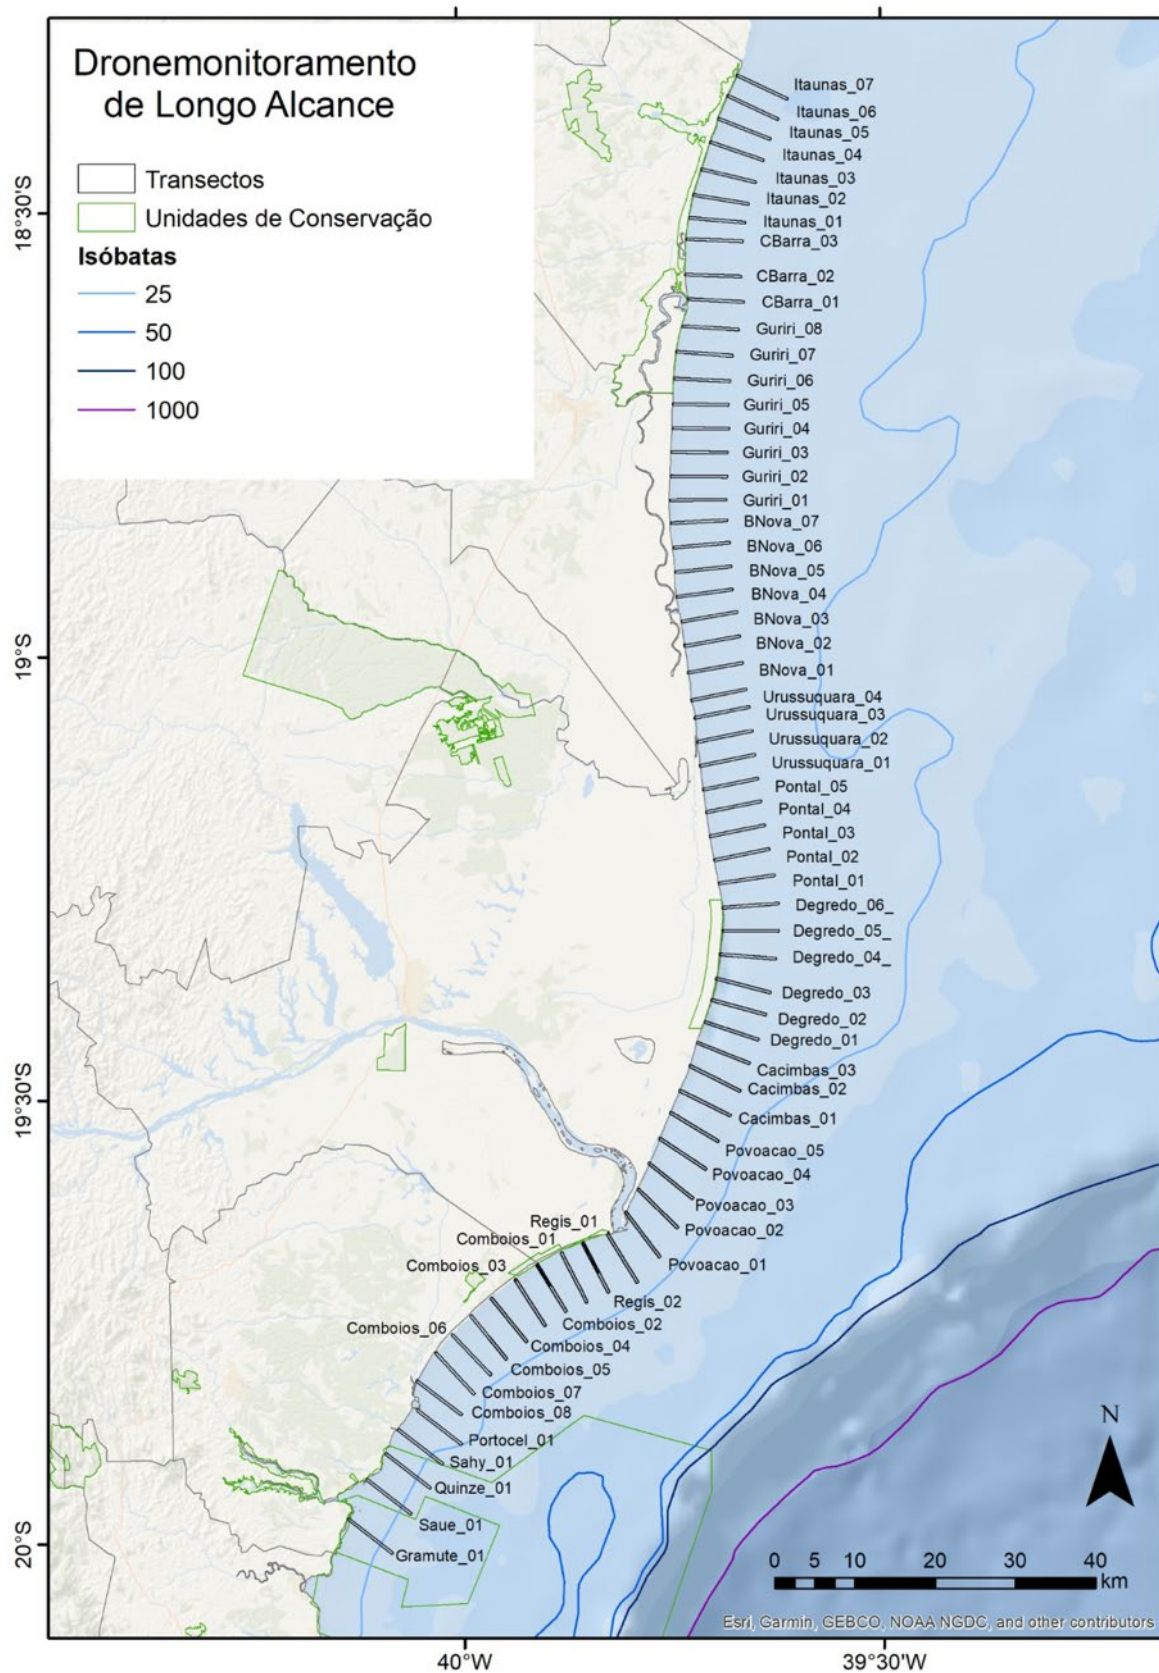 Dronemonitoramento
de Longo Alcance
Transectos
Unidades de Conservação
Isóbatas
25
50
100
1000
18°30'S
19°S
19°30'S
20°S
40°W
39°30'W
Itaunas_07
Itaunas_06
Itaunas_05
Itaunas_04
Itaunas_03
Itaunas_02
Itaunas_01
CBarra_03
CBarra_02
CBarra_01
Guriri_08
Guriri_07
Guriri_06
Guriri_05
Guriri_04
Guriri_03
Guriri_02
Guriri_01
BNova_07
BNova_06
BNova_05
BNova_04
BNova_03
BNova_02
BNova_01
Urussuquara_04
Urussuquara_03
Urussuquara_02
Urussuquara_01
Pontal_05
Pontal_04
Pontal_03
Pontal_02
Pontal_01
Degredo_06_
Degredo_05_
Degredo_04_
Degredo_03
Degredo_02
Degredo_01
Cacimbas_03
Cacimbas_02
Cacimbas_01
Povoacao_05
Povoacao_04
Povoacao_03
Povoacao_02
Povoacao_01
Regis_01
Comboios_01
Comboios_03
Regis_02
Comboios_02
Comboios_06
Comboios_04
Comboios_05
Comboios_07
Comboios_08
Portocel_01
Sahy_01
Quinze_01
Saue_01
Gramute_01
N
0 5 10 20 30 40
km
Esri, Garmin, GEBCO, NOAA NGDC, and other contributors